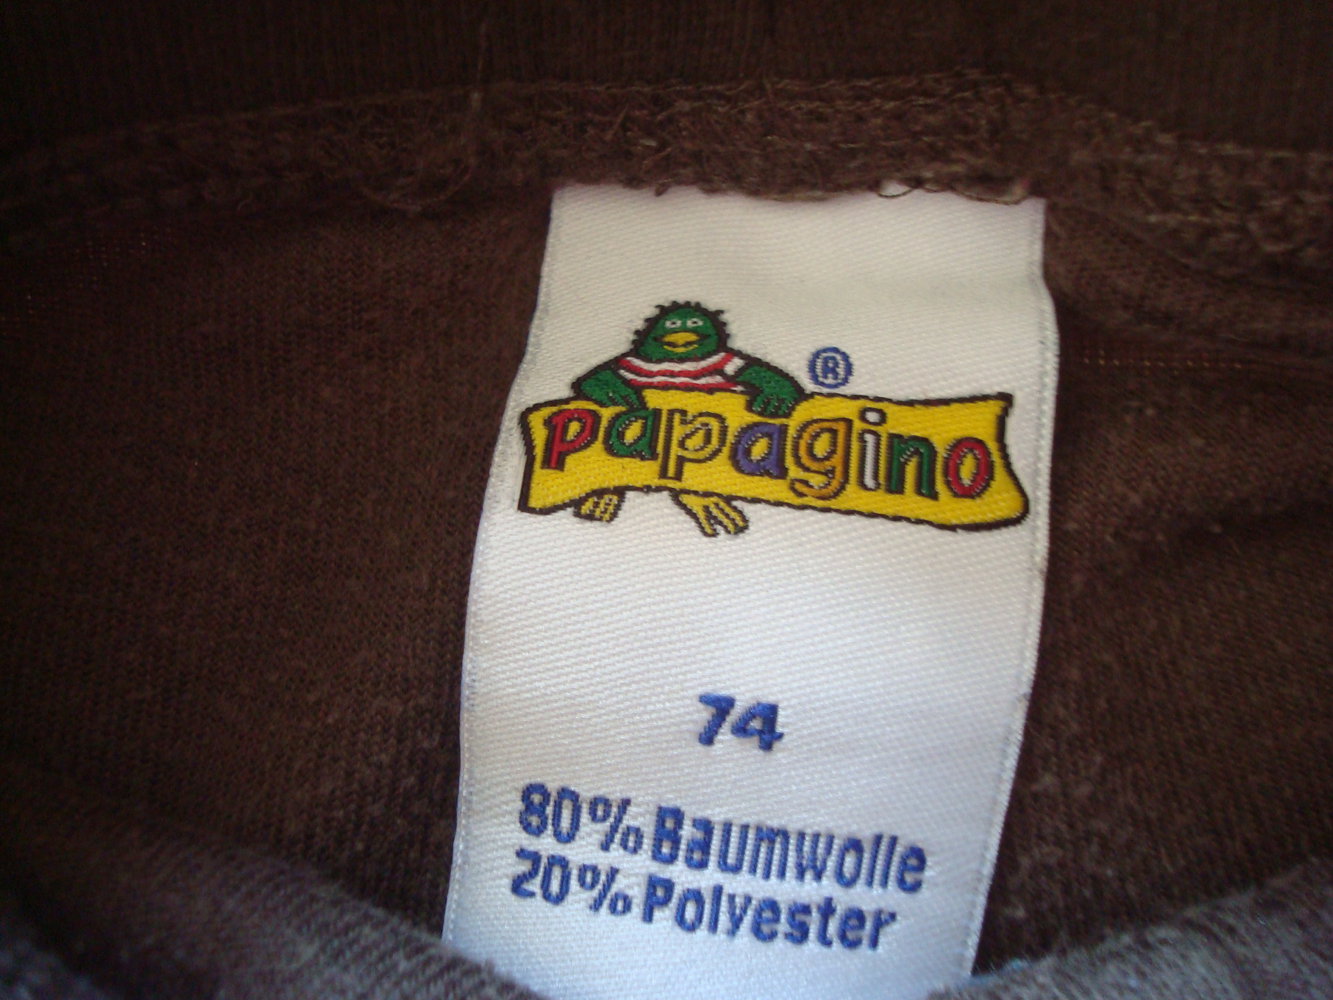 ®
papagino
74
80% Baumwolle
20% Polyester